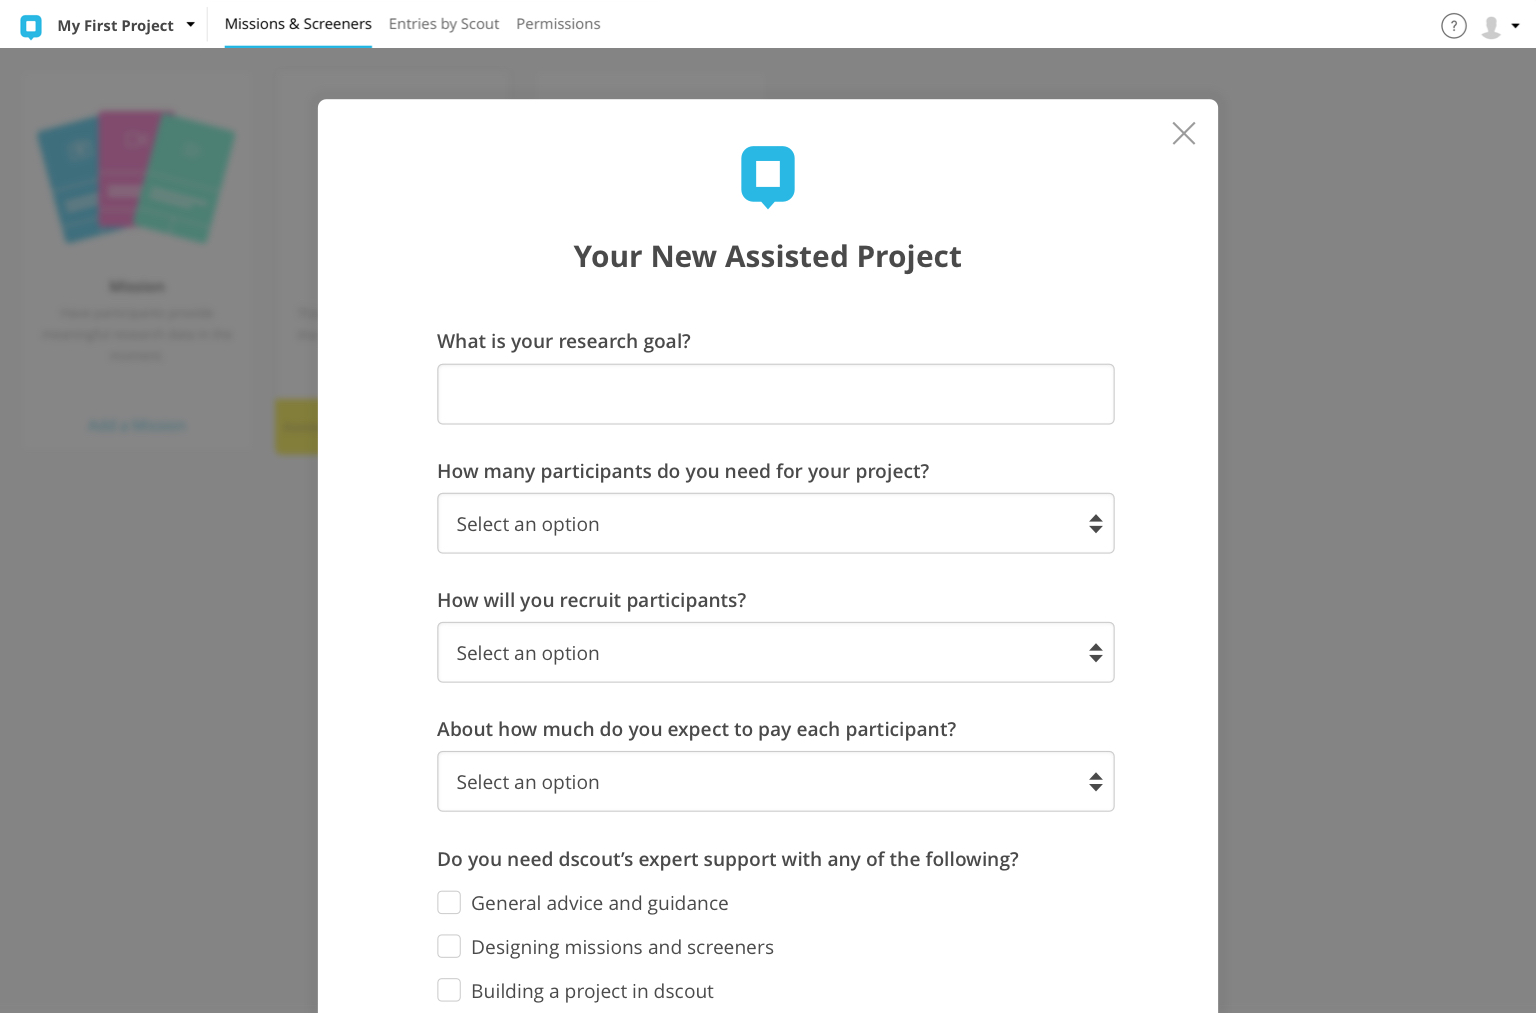 My First Project
Missions & Screeners
Entries by Scout
Permissions
?
Your New Assisted Project
What is your research goal?
How many participants do you need for your project?
Select an option
How will you recruit participants?
Select an option
About how much do you expect to pay each participant?
Select an option
Do you need dscout’s expert support with any of the following?
General advice and guidance
Designing missions and screeners
Building a project in dscout
Mission
Add a Mission